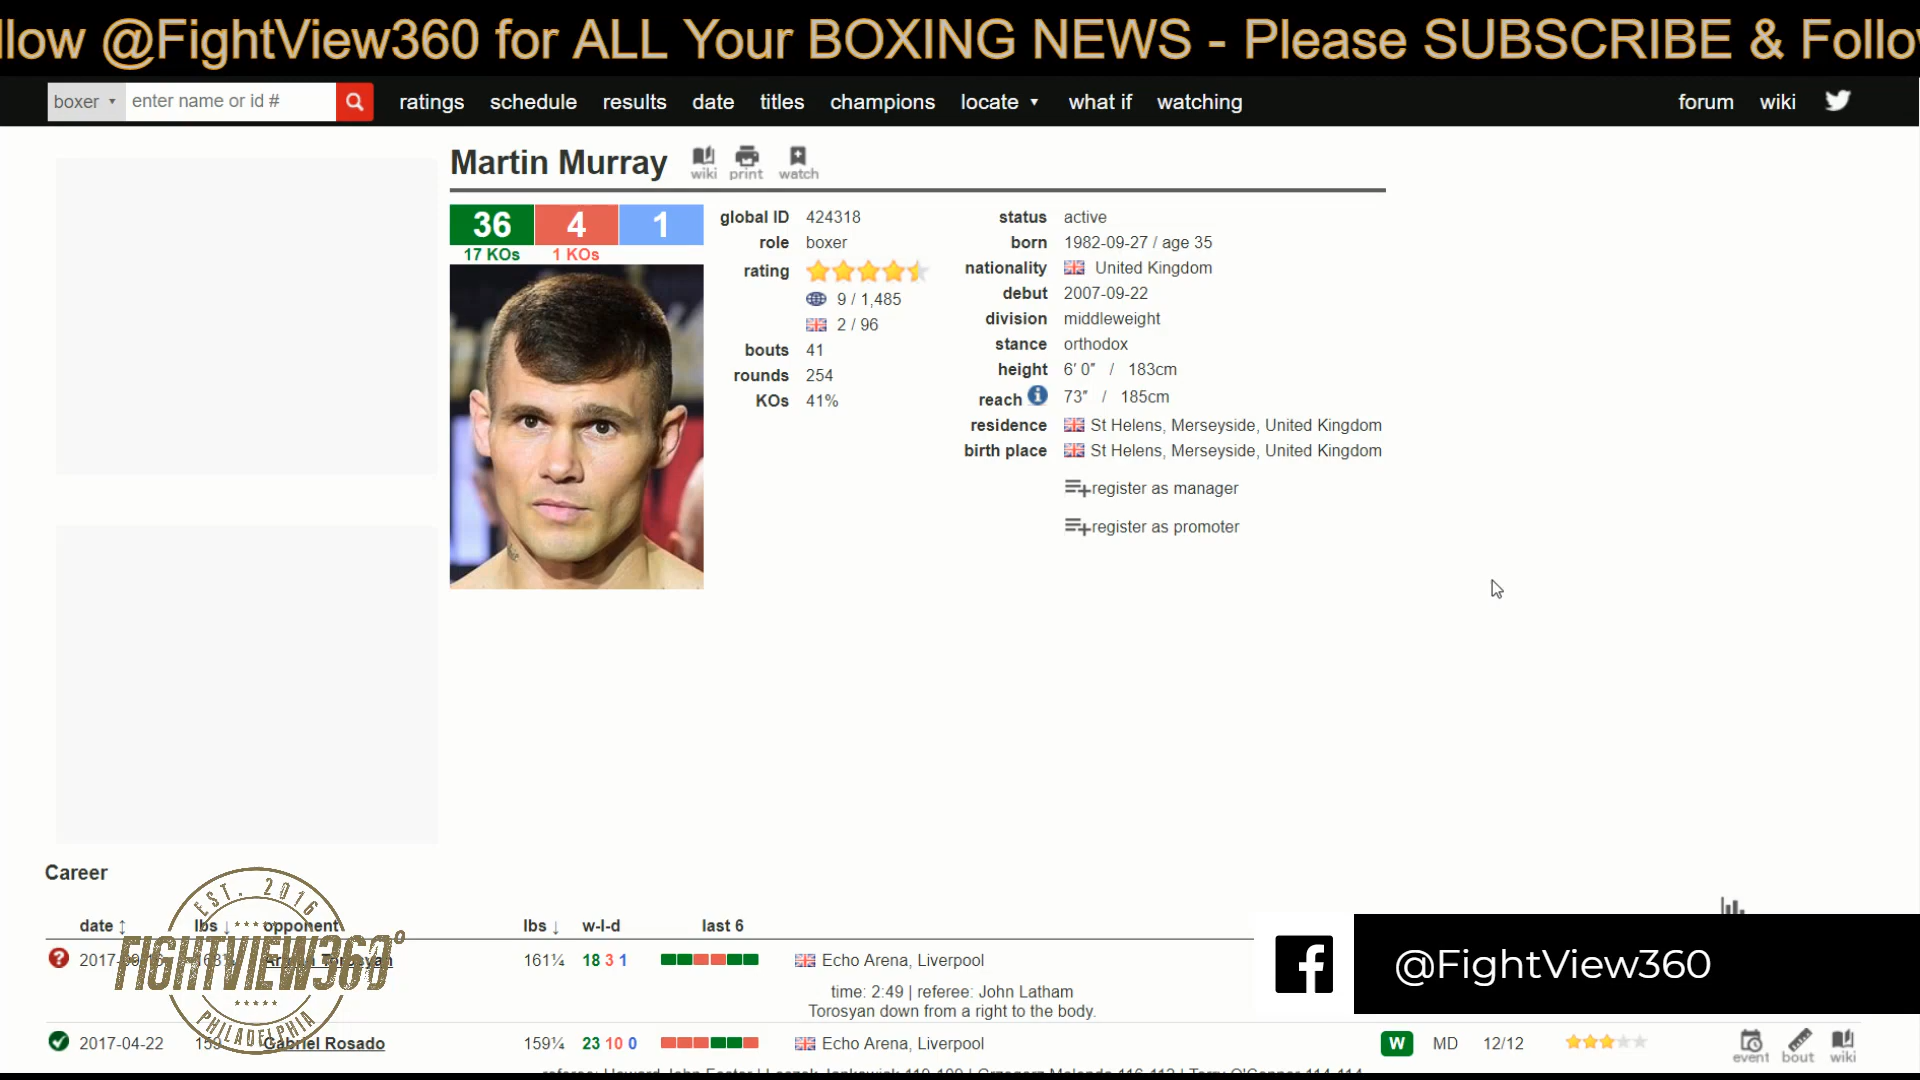 llow @FightView360 for ALL Your BOXING NEWS - Please SUBSCRIBE & Follo
boxer enter name or id # ratings schedule results date titles champions locate what if watching forum wiki
Martin Murray wiki print watch
36 4 1
17 KOs 1 KOs
global ID 424318
role boxer
rating
9 / 1,485
2 / 96
bouts 41
rounds 254
KOs 41%
status active
born 1982-09-27 / age 35
nationality United Kingdom
debut 2007-09-22
division middleweight
stance orthodox
height 6′ 0″ / 183cm
reach 73″ / 185cm
residence St Helens, Merseyside, United Kingdom
birth place St Helens, Merseyside, United Kingdom
register as manager
register as promoter
Career
date lbs opponent lbs w-l-d last 6
2017- Torosyan 161¼ 18 3 1 Echo Arena, Liverpool
time: 2:49 | referee: John Latham
Torosyan down from a right to the body.
2017-04-22 Gabriel Rosado 159¼ 23 10 0 Echo Arena, Liverpool W MD 12/12 event bout wiki
EST. 2016
FIGHTVIEW360°
PHILADELPHIA
@FightView360